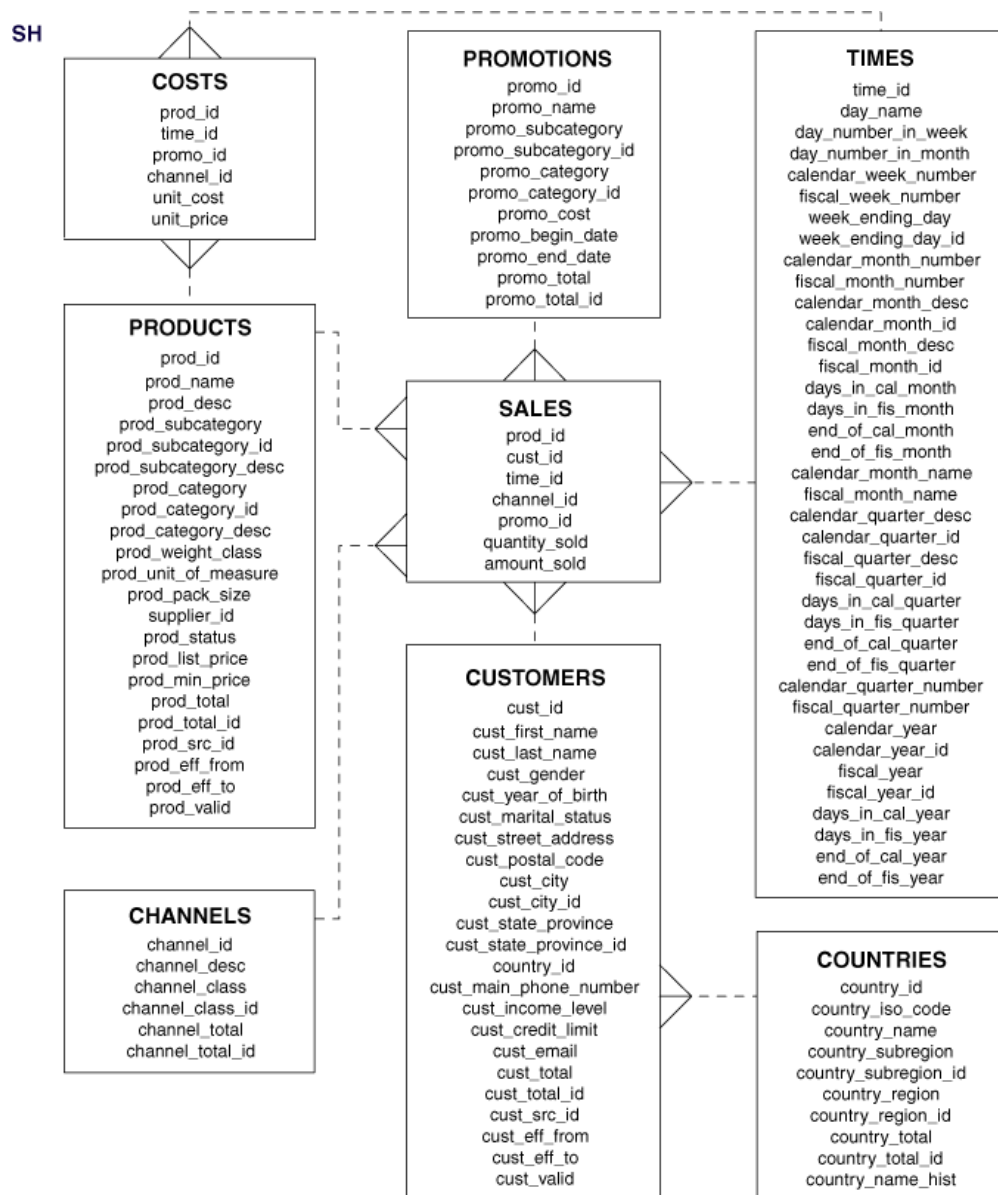 SH
COSTS
prod_id
time_id
promo_id
channel_id
unit_cost
unit_price
PROMOTIONS
promo_id
promo_name
promo_subcategory
promo_subcategory_id
promo_category
promo_category_id
promo_cost
promo_begin_date
promo_end_date
promo_total
promo_total_id
TIMES
time_id
day_name
day_number_in_week
day_number_in_month
calendar_week_number
fiscal_week_number
week_ending_day
week_ending_day_id
calendar_month_number
fiscal_month_number
calendar_month_desc
calendar_month_id
fiscal_month_desc
fiscal_month_id
days_in_cal_month
days_in_fis_month
end_of_cal_month
end_of_fis_month
calendar_month_name
fiscal_month_name
calendar_quarter_desc
calendar_quarter_id
fiscal_quarter_desc
fiscal_quarter_id
days_in_cal_quarter
days_in_fis_quarter
end_of_cal_quarter
end_of_fis_quarter
calendar_quarter_number
fiscal_quarter_number
calendar_year
calendar_year_id
fiscal_year
fiscal_year_id
days_in_cal_year
days_in_fis_year
end_of_cal_year
end_of_fis_year
PRODUCTS
prod_id
prod_name
prod_desc
prod_subcategory
prod_subcategory_id
prod_subcategory_desc
prod_category
prod_category_id
prod_category_desc
prod_weight_class
prod_unit_of_measure
prod_pack_size
supplier_id
prod_status
prod_list_price
prod_min_price
prod_total
prod_total_id
prod_src_id
prod_eff_from
prod_eff_to
prod_valid
SALES
prod_id
cust_id
time_id
channel_id
promo_id
quantity_sold
amount_sold
CUSTOMERS
cust_id
cust_first_name
cust_last_name
cust_gender
cust_year_of_birth
cust_marital_status
cust_street_address
cust_postal_code
cust_city
cust_city_id
cust_state_province
cust_state_province_id
country_id
cust_main_phone_number
cust_income_level
cust_credit_limit
cust_email
cust_total
cust_total_id
cust_src_id
cust_eff_from
cust_eff_to
cust_valid
CHANNELS
channel_id
channel_desc
channel_class
channel_class_id
channel_total
channel_total_id
COUNTRIES
country_id
country_iso_code
country_name
country_subregion
country_subregion_id
country_region
country_region_id
country_total
country_total_id
country_name_hist